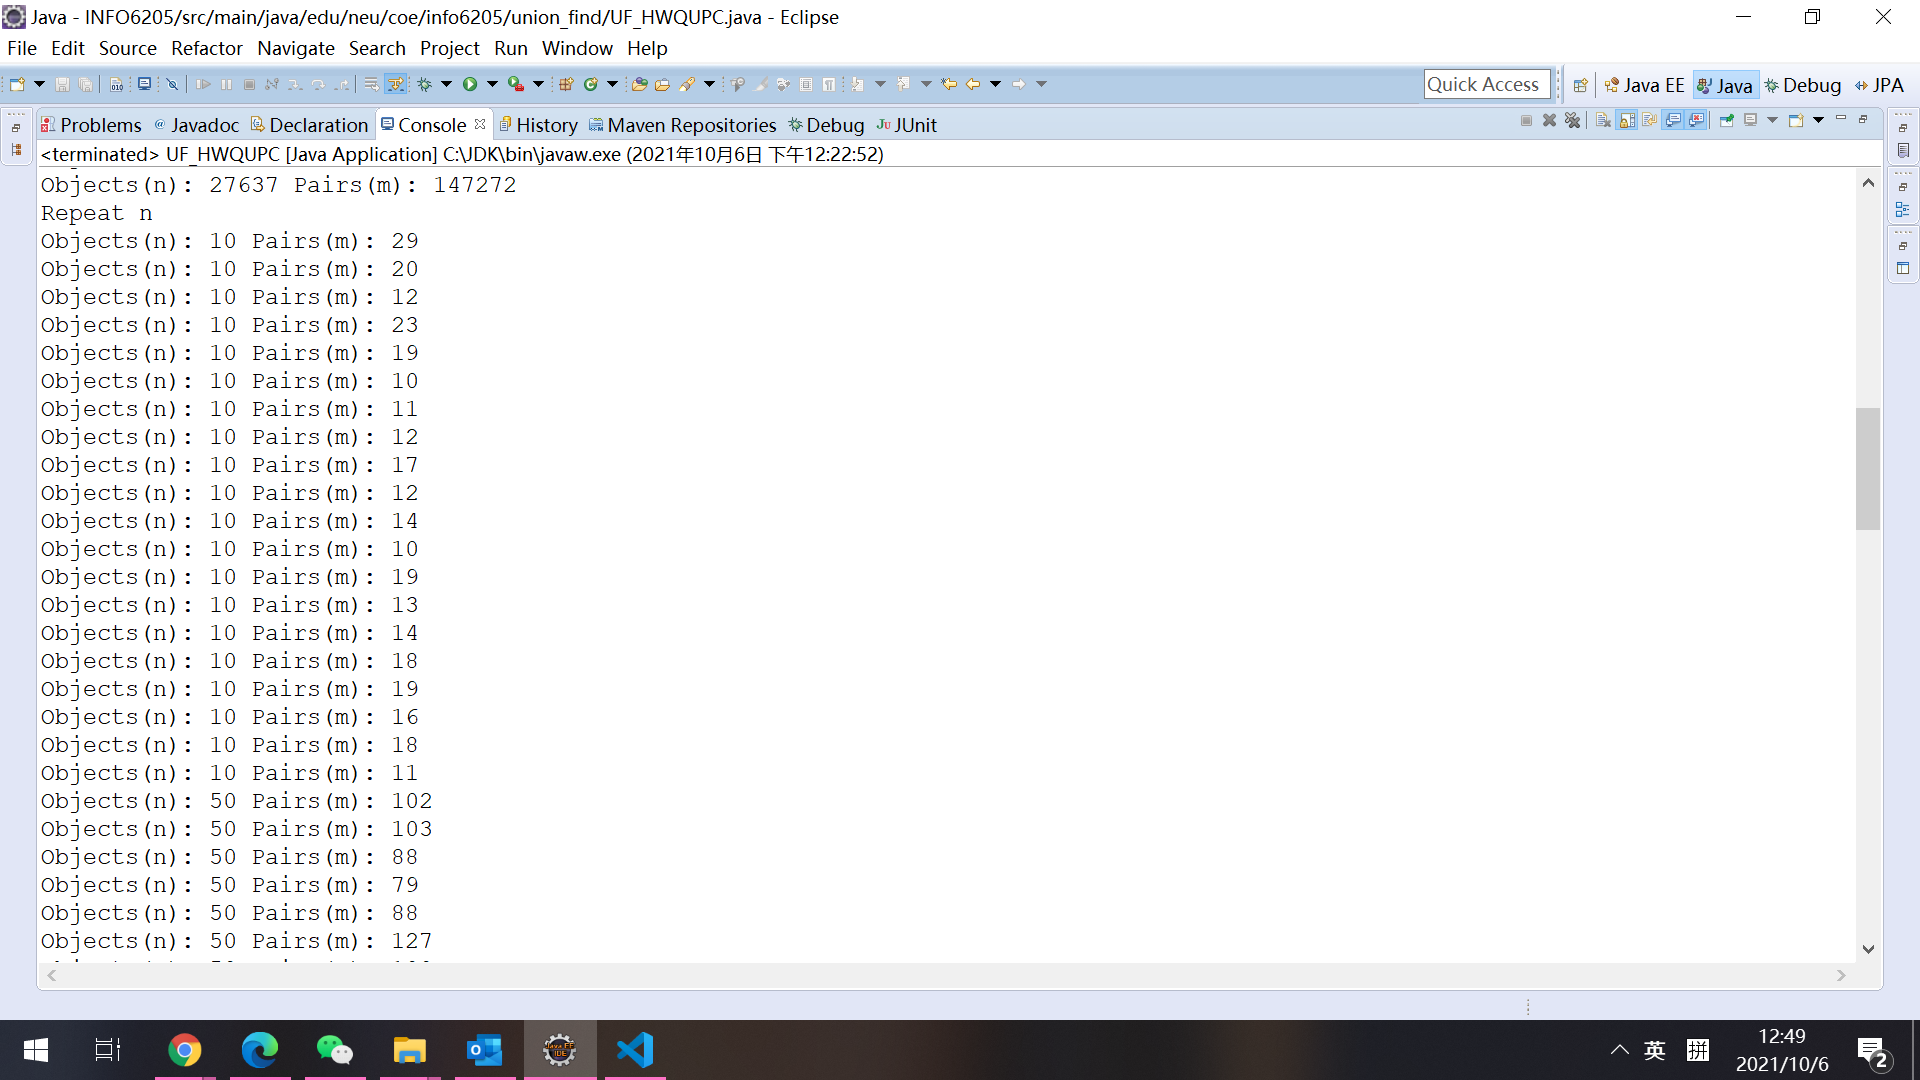 Java - INFO6205/src/main/java/edu/neu/coe/info6205/union_find/UF_HWQUPC.java - Eclipse
File Edit Source Refactor Navigate Search Project Run Window Help
Quick Access Java EE Java Debug JPA
Problems Javadoc Declaration Console History Maven Repositories Debug JUnit
<terminated> UF_HWQUPC [Java Application] C:\JDK\bin\javaw.exe (2021年10月6日 下午12:22:52)
Objects(n): 27637 Pairs(m): 147272
Repeat n
Objects(n): 10 Pairs(m): 29
Objects(n): 10 Pairs(m): 20
Objects(n): 10 Pairs(m): 12
Objects(n): 10 Pairs(m): 23
Objects(n): 10 Pairs(m): 19
Objects(n): 10 Pairs(m): 10
Objects(n): 10 Pairs(m): 11
Objects(n): 10 Pairs(m): 12
Objects(n): 10 Pairs(m): 17
Objects(n): 10 Pairs(m): 12
Objects(n): 10 Pairs(m): 14
Objects(n): 10 Pairs(m): 10
Objects(n): 10 Pairs(m): 19
Objects(n): 10 Pairs(m): 13
Objects(n): 10 Pairs(m): 14
Objects(n): 10 Pairs(m): 18
Objects(n): 10 Pairs(m): 19
Objects(n): 10 Pairs(m): 16
Objects(n): 10 Pairs(m): 18
Objects(n): 10 Pairs(m): 11
Objects(n): 50 Pairs(m): 102
Objects(n): 50 Pairs(m): 103
Objects(n): 50 Pairs(m): 88
Objects(n): 50 Pairs(m): 79
Objects(n): 50 Pairs(m): 88
Objects(n): 50 Pairs(m): 127
英 拼 12:49
2021/10/6
2